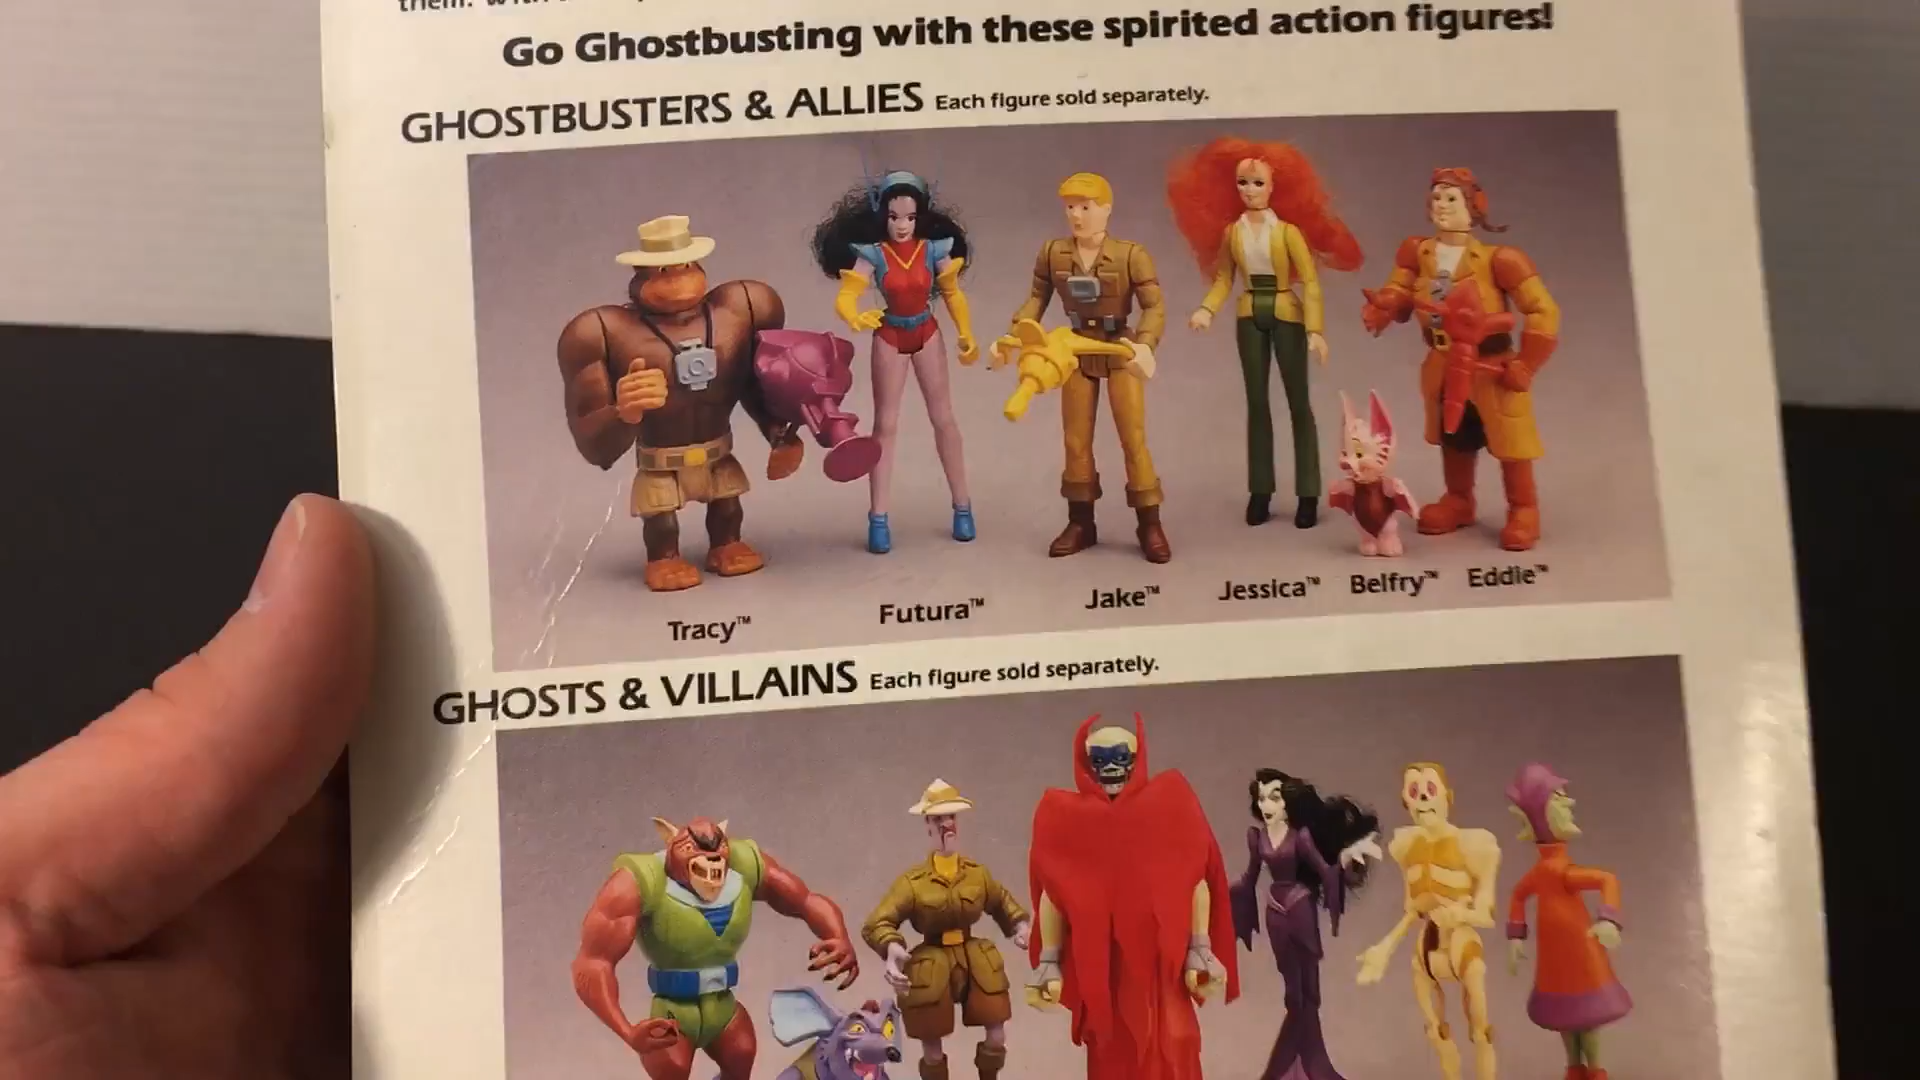 Go Ghostbusting with these spirited action figures!
GHOSTBUSTERS & ALLIES Each figure sold separately.
Tracy™ Futura™ Jake™ Jessica™ Belfry™ Eddie™
GHOSTS & VILLAINS Each figure sold separately.